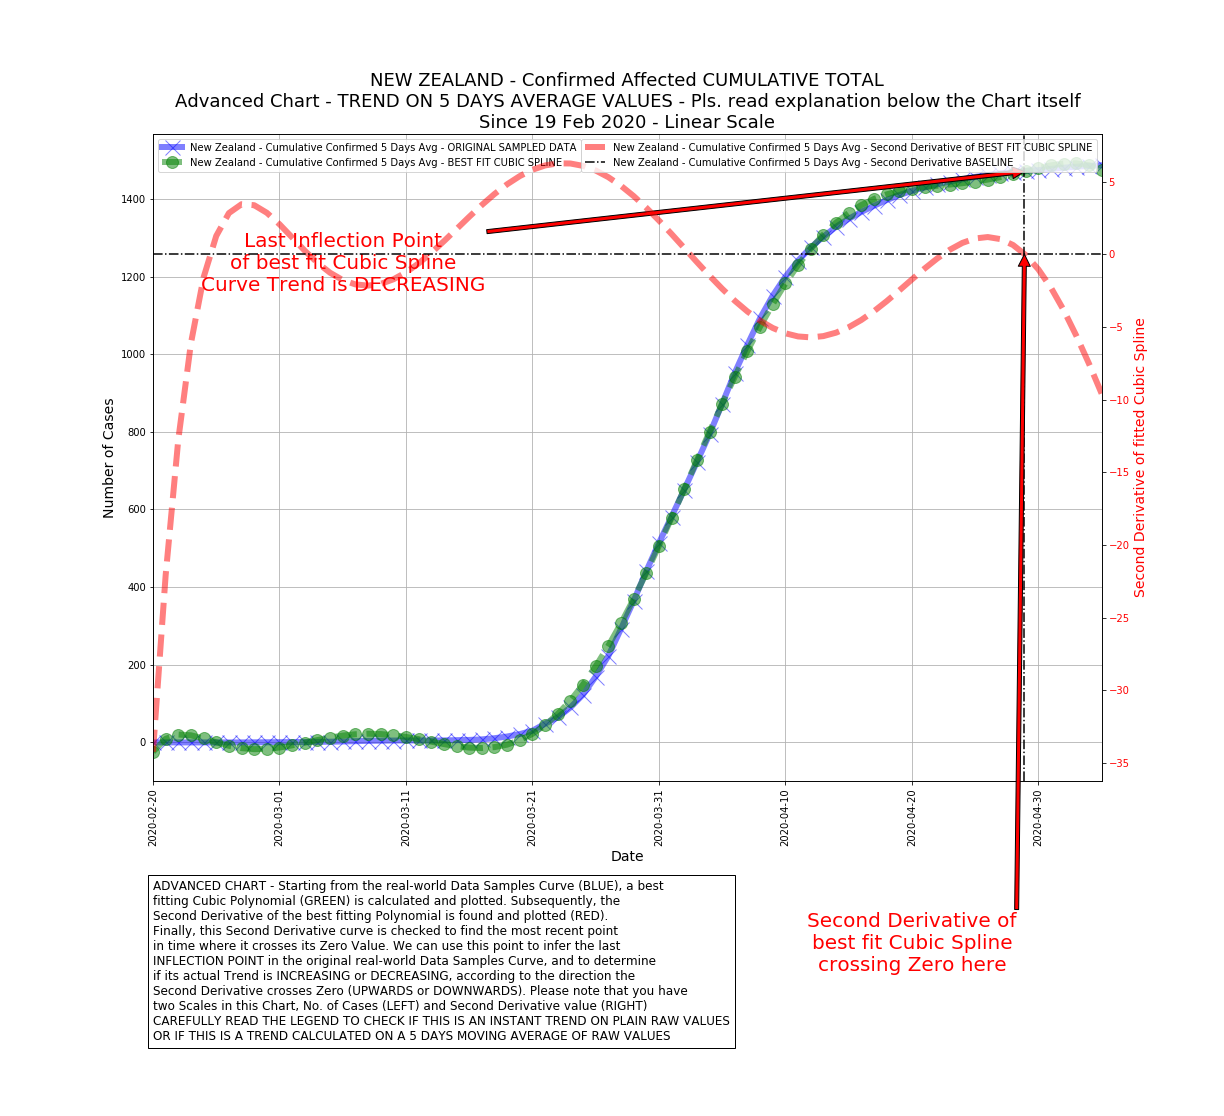 NEW ZEALAND - Confirmed Affected CUMULATIVE TOTAL
Advanced Chart - TREND ON 5 DAYS AVERAGE VALUES - Pls. read explanation below the Chart itself
Since 19 Feb 2020 - Linear Scale
New Zealand - Cumulative Confirmed 5 Days Avg - ORIGINAL SAMPLED DATA
New Zealand - Cumulative Confirmed 5 Days Avg - BEST FIT CUBIC SPLINE
New Zealand - Cumulative Confirmed 5 Days Avg - Second Derivative of BEST FIT CUBIC SPLINE
New Zealand - Cumulative Confirmed 5 Days Avg - Second Derivative BASELINE
Last Inflection Point
of best fit Cubic Spline
Curve Trend is DECREASING
Number of Cases
1400
1200
1000
800
600
400
200
0
5
0
−5
−10
−15
−20
−25
−30
−35
Second Derivative of fitted Cubic Spline
2020-02-20
2020-03-01
2020-03-11
2020-03-21
2020-03-31
2020-04-10
2020-04-20
2020-04-30
Date
ADVANCED CHART - Starting from the real-world Data Samples Curve (BLUE), a best
fitting Cubic Polynomial (GREEN) is calculated and plotted. Subsequently, the
Second Derivative of the best fitting Polynomial is found and plotted (RED).
Finally, this Second Derivative curve is checked to find the most recent point
in time where it crosses its Zero Value. We can use this point to infer the last
INFLECTION POINT in the original real-world Data Samples Curve, and to determine
if its actual Trend is INCREASING or DECREASING, according to the direction the
Second Derivative crosses Zero (UPWARDS or DOWNWARDS). Please note that you have
two Scales in this Chart, No. of Cases (LEFT) and Second Derivative value (RIGHT)
CAREFULLY READ THE LEGEND TO CHECK IF THIS IS AN INSTANT TREND ON PLAIN RAW VALUES
OR IF THIS IS A TREND CALCULATED ON A 5 DAYS MOVING AVERAGE OF RAW VALUES
Second Derivative of
best fit Cubic Spline
crossing Zero here